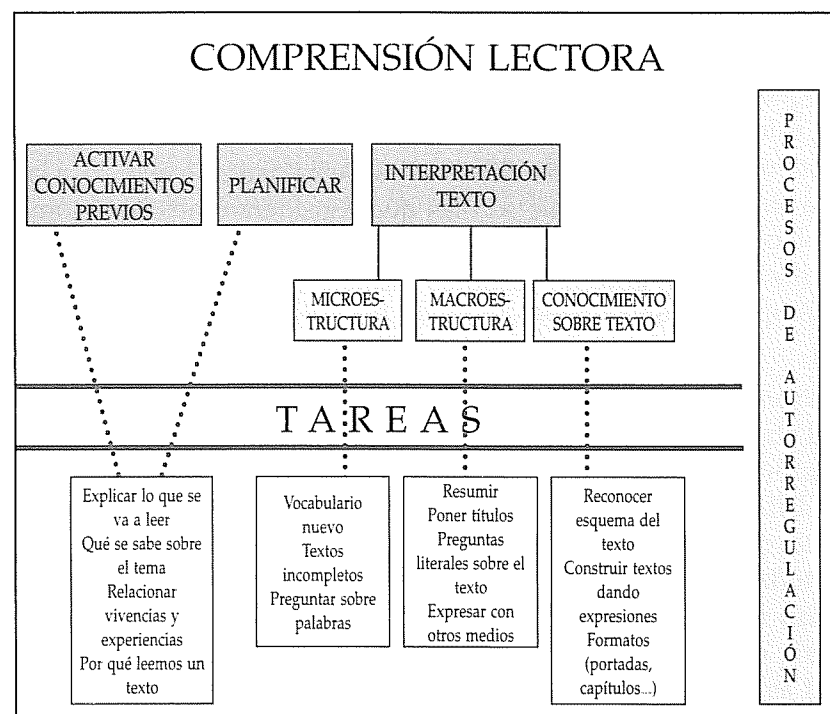 COMPRENSIÓN LECTORA
ACTIVAR
CONOCIMIENTOS
PREVIOS
PLANIFICAR
INTERPRETACIÓN
TEXTO
MICROES-
TRUCTURA
MACROES-
TRUCTURA
CONOCIMIENTO
SOBRE TEXTO
TAREAS
Explicar lo que se
va a leer
Qué se sabe sobre
el tema
Relacionar
vivencias y
experiencias
Por qué leemos un
texto
Vocabulario
nuevo
Textos
incompletos
Preguntar sobre
palabras
Resumir
Poner títulos
Preguntas
literales sobre el
texto
Expresar con
otros medios
Reconocer
esquema del
texto
Construir textos
dando
expresiones
Formatos
(portadas,
capítulos...)
PROCESOS DE AUTORREGULACIÓN